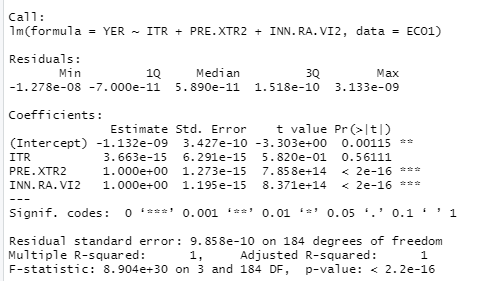 Call:
lm(formula = YER ~ ITR + PRE.XTR2 + INN.RA.VI2, data = ECO1)
Residuals:
Min 1Q Median 3Q Max
-1.278e-08 -7.000e-11 5.890e-11 1.518e-10 3.133e-09
Coefficients:
Estimate Std. Error t value Pr(>|t|)
(Intercept) -1.132e-09 3.427e-10 -3.303e+00 0.00115 **
ITR 3.663e-15 6.291e-15 5.820e-01 0.56111
PRE.XTR2 1.000e+00 1.273e-15 7.858e+14 < 2e-16 ***
INN.RA.VI2 1.000e+00 1.195e-15 8.371e+14 < 2e-16 ***
---
Signif. codes: 0 ‘***’ 0.001 ‘**’ 0.01 ‘*’ 0.05 ‘.’ 0.1 ‘ ’ 1
Residual standard error: 9.858e-10 on 184 degrees of freedom
Multiple R-squared: 1, Adjusted R-squared: 1
F-statistic: 8.904e+30 on 3 and 184 DF, p-value: < 2.2e-16